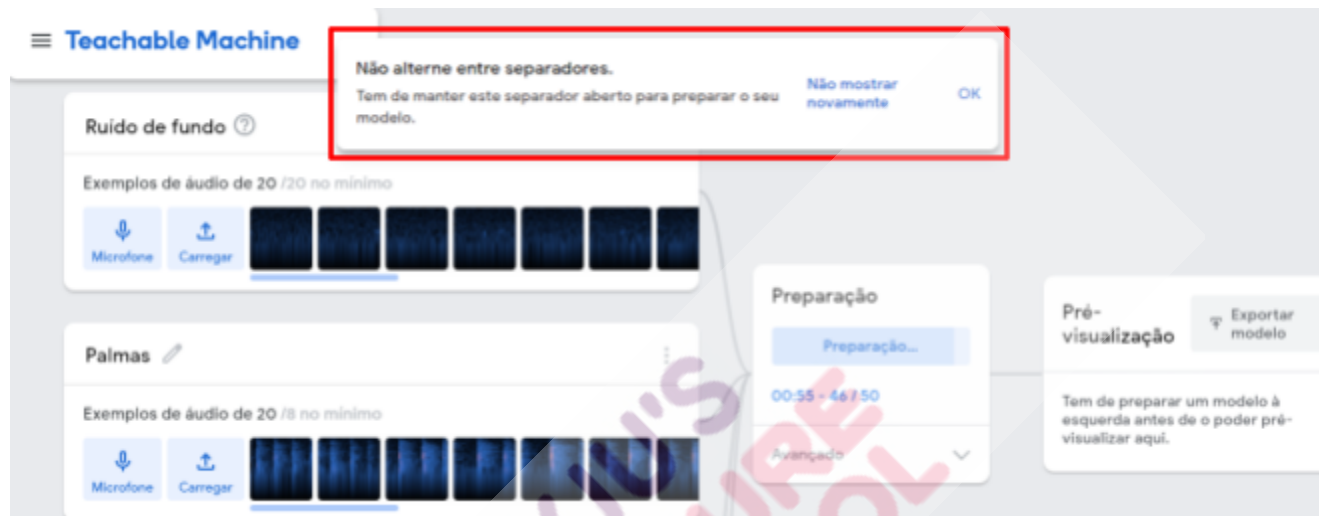 Teachable Machine
Não alterne entre separadores.
Tem de manter este separador aberto para preparar o seu
modelo.
Não mostrar
novamente
OK
Ruído de fundo
Exemplos de áudio de 20 /20 no mínimo
Microfone
Carregar
Palmas
Exemplos de áudio de 20 /8 no mínimo
Microfone
Carregar
Preparação
Preparação...
00:55 - 46 / 50
Avançado
Pré-
visualização
Exportar
modelo
Tem de preparar um modelo à
esquerda antes de o poder pré-
visualizar aqui.